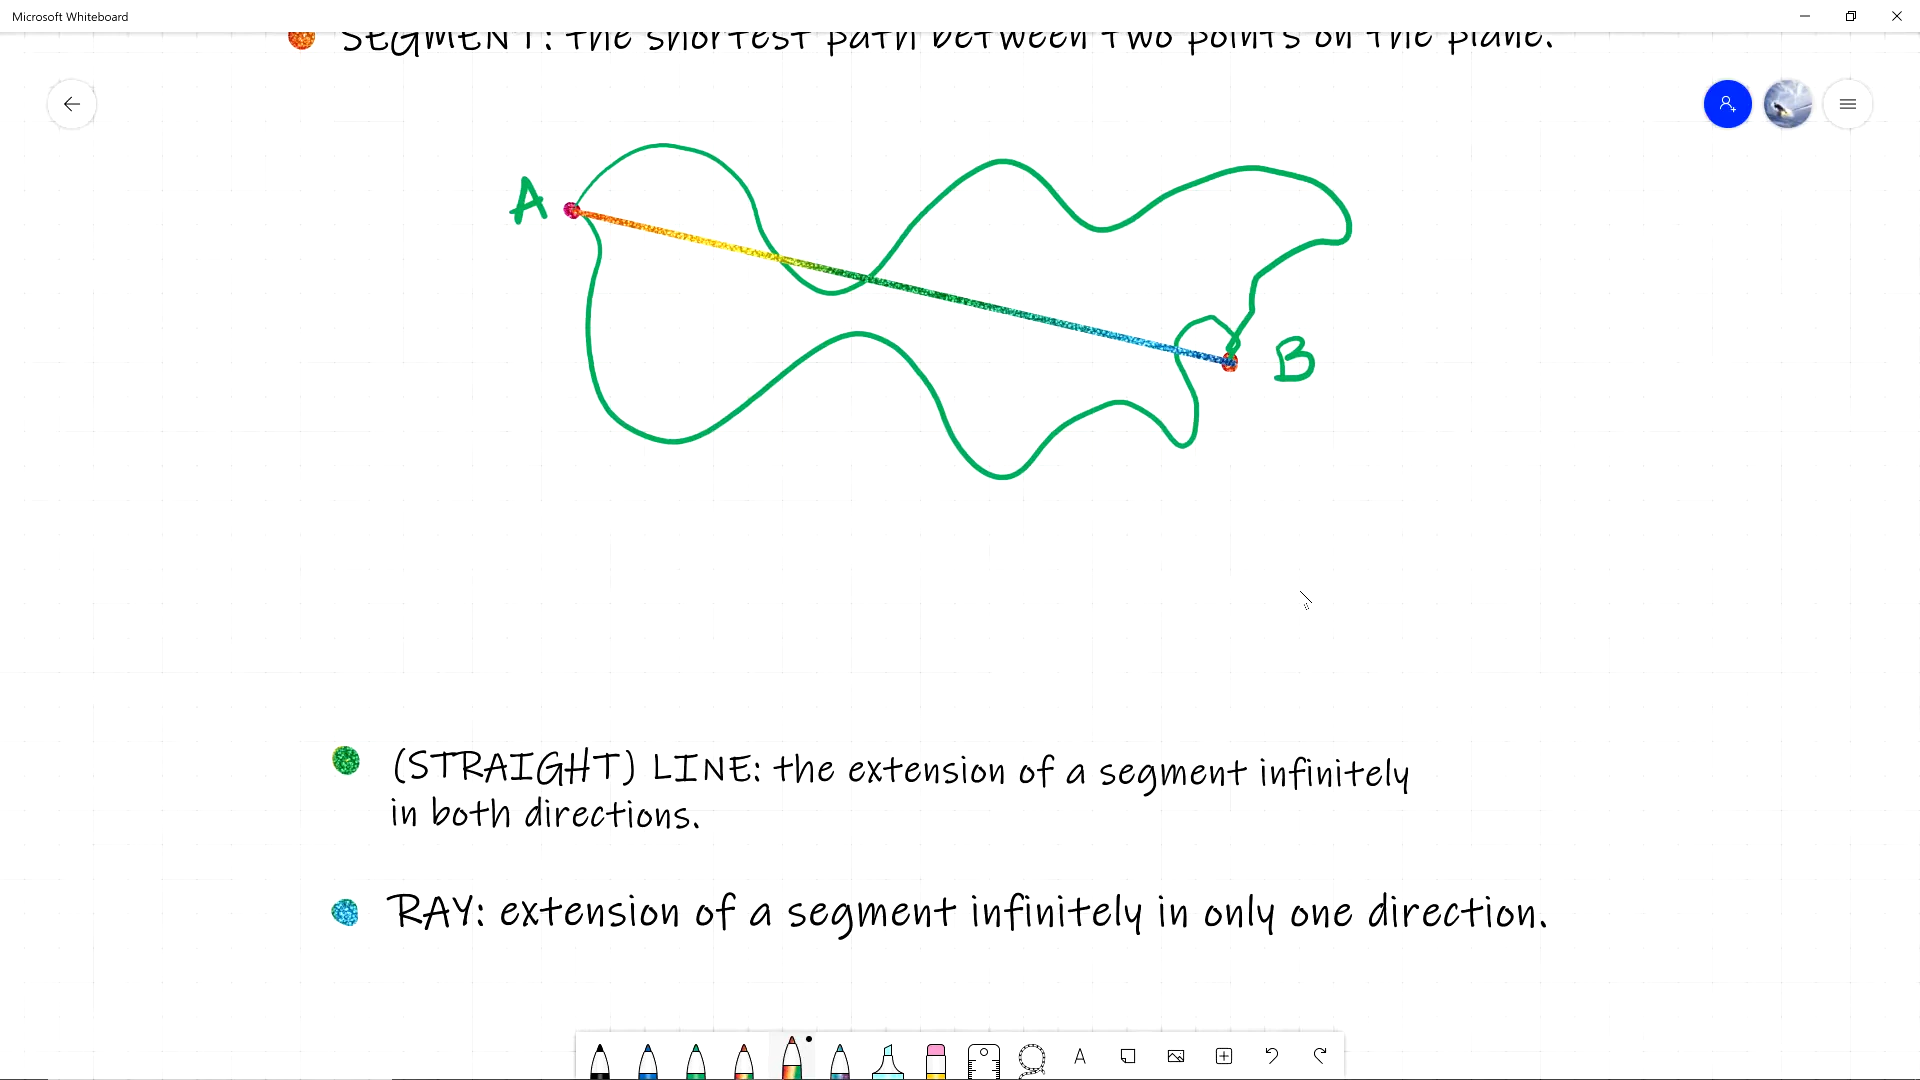 Microsoft Whiteboard
SEGMENT: the shortest path between two points on the plane.
A
B
(STRAIGHT) LINE: the extension of a segment infinitely
in both directions.
RAY: extension of a segment infinitely in only one direction.
A